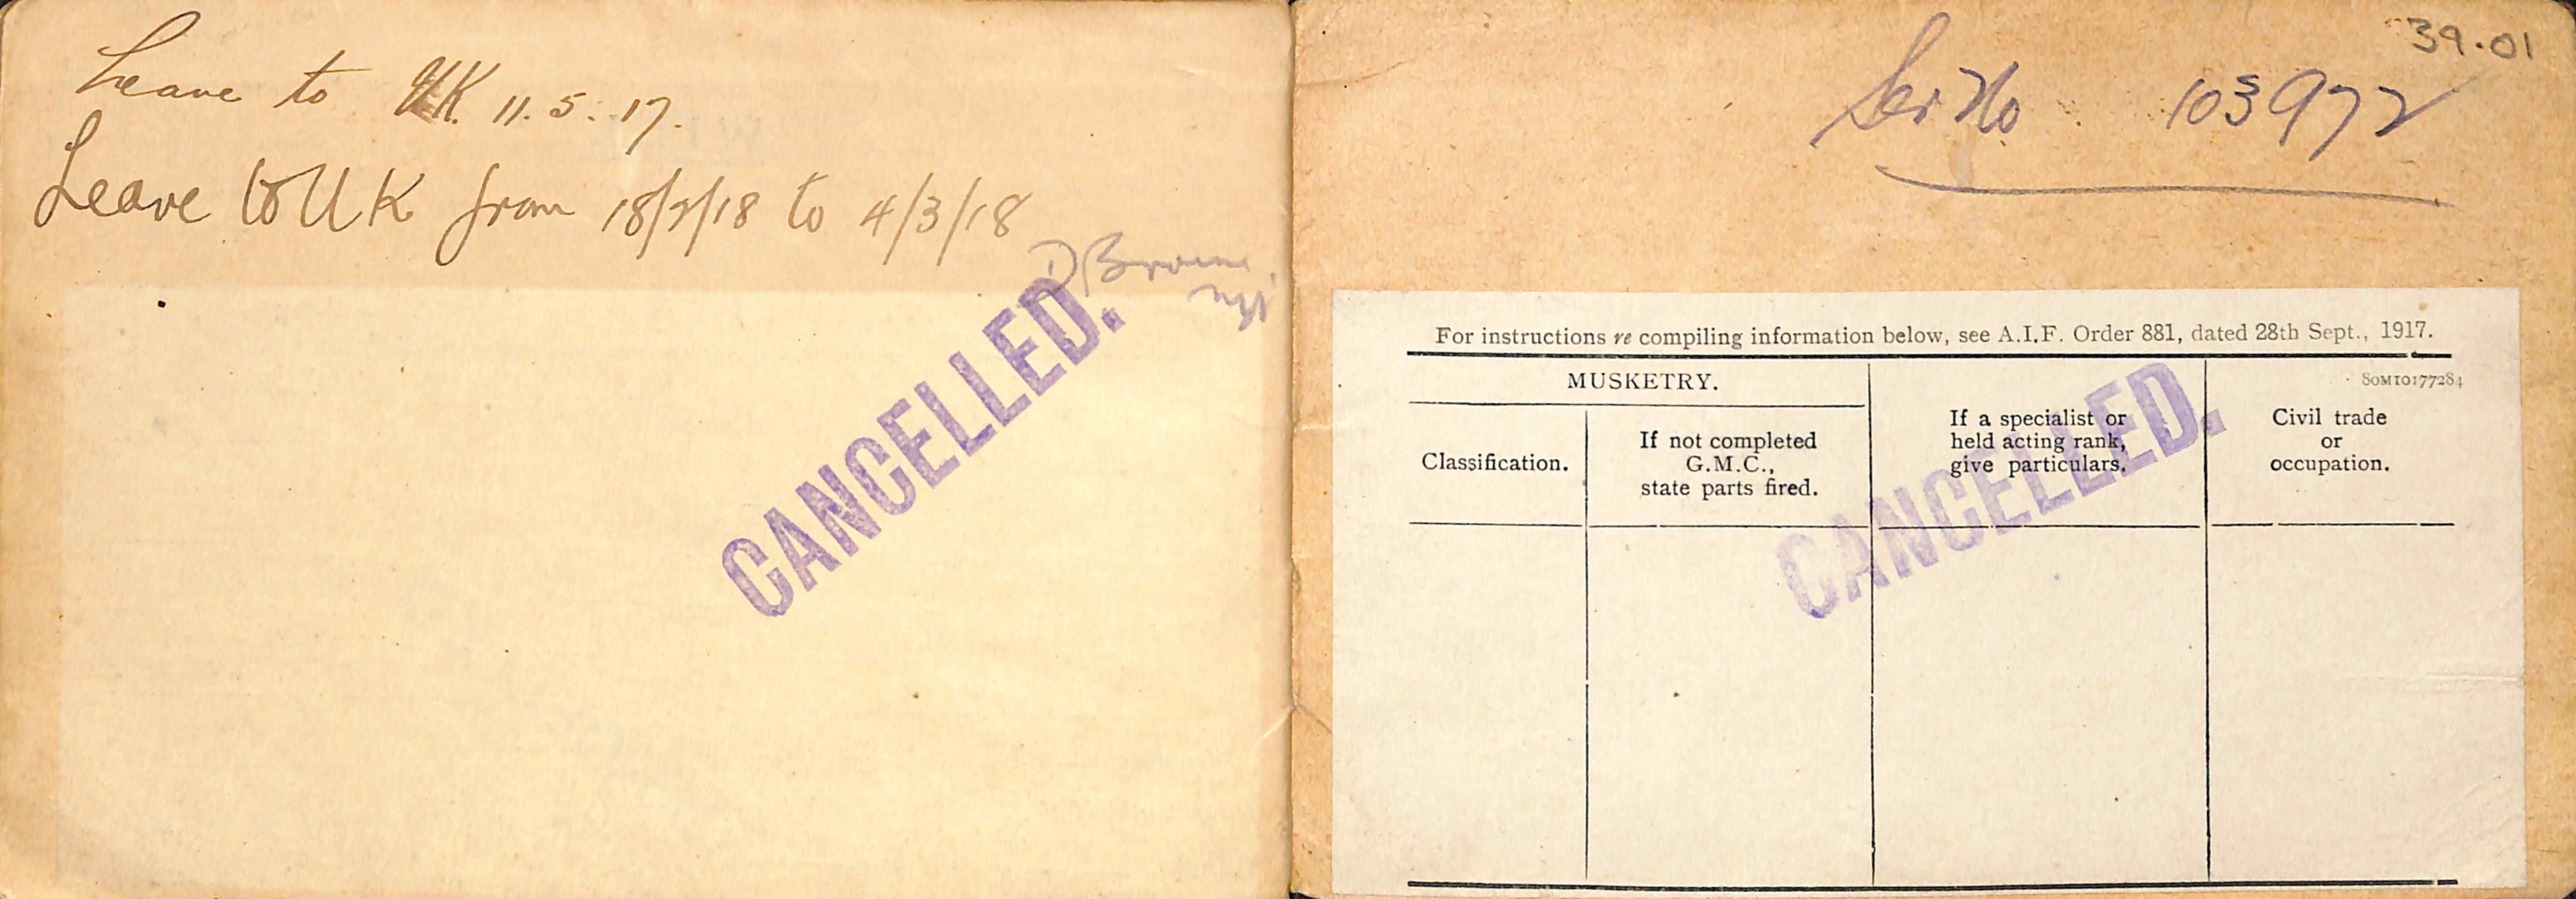 Leave to UK. 11. 5. 17.
Leave to UK from 18/2/18 to 4/3/18
D Browne
CANCELLED.
39.01
Ser No 103972
For instructions re compiling information below, see A.I.F. Order 881, dated 28th Sept., 1917.
80M10177284
MUSKETRY.
Classification.
If not completed
G.M.C.,
state parts fired.
If a specialist or
held acting rank,
give particulars.
Civil trade
or
occupation.
CANCELLED.